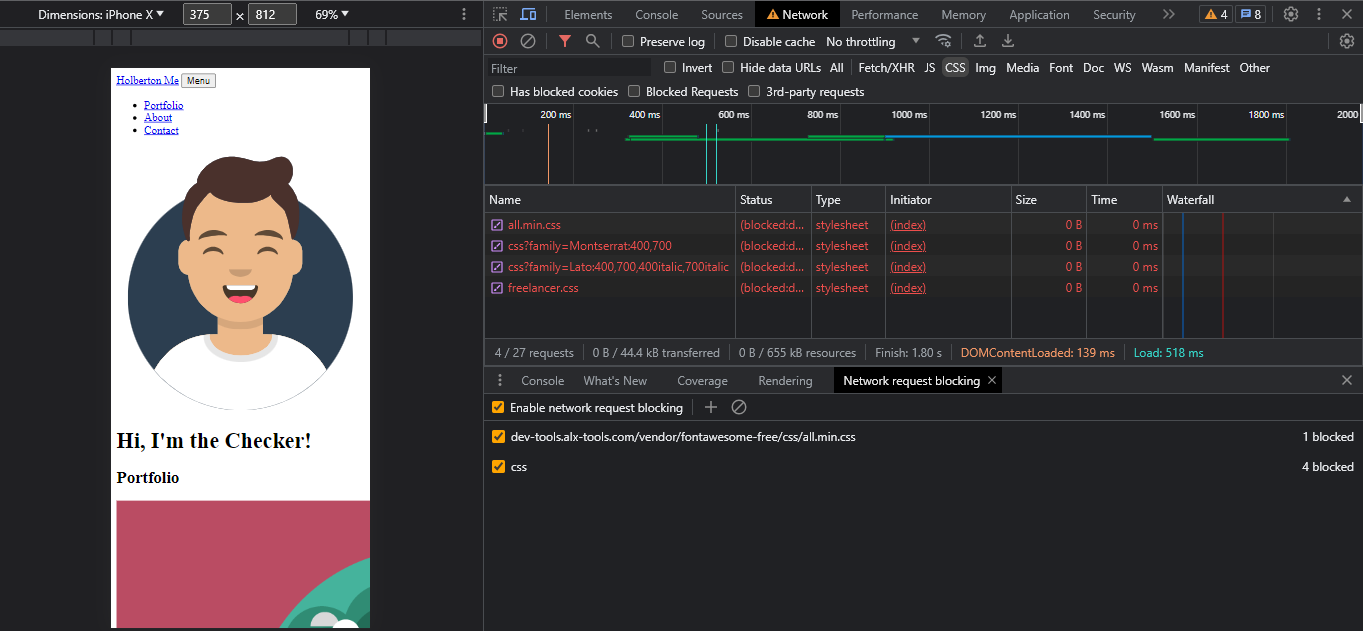 Dimensions: iPhone X ▼ 375 × 812 69% ▼
Holberton Me Menu
Portfolio
About
Contact
Hi, I'm the Checker!
Portfolio
Elements Console Sources Network Performance Memory Application Security 4 8
Preserve log Disable cache No throttling
Filter Invert Hide data URLs All Fetch/XHR JS CSS Img Media Font Doc WS Wasm Manifest Other
Has blocked cookies Blocked Requests 3rd-party requests
200 ms 400 ms 600 ms 800 ms 1000 ms 1200 ms 1400 ms 1600 ms 1800 ms 2000
Name Status Type Initiator Size Time Waterfall
all.min.css (blocked:d... stylesheet (index) 0 B 0 ms
css?family=Montserrat:400,700 (blocked:d... stylesheet (index) 0 B 0 ms
css?family=Lato:400,700,400italic,700italic (blocked:d... stylesheet (index) 0 B 0 ms
freelancer.css (blocked:d... stylesheet (index) 0 B 0 ms
4 / 27 requests 0 B / 44.4 kB transferred 0 B / 655 kB resources Finish: 1.80 s DOMContentLoaded: 139 ms Load: 518 ms
Console What's New Coverage Rendering Network request blocking
Enable network request blocking
dev-tools.alx-tools.com/vendor/fontawesome-free/css/all.min.css 1 blocked
css 4 blocked